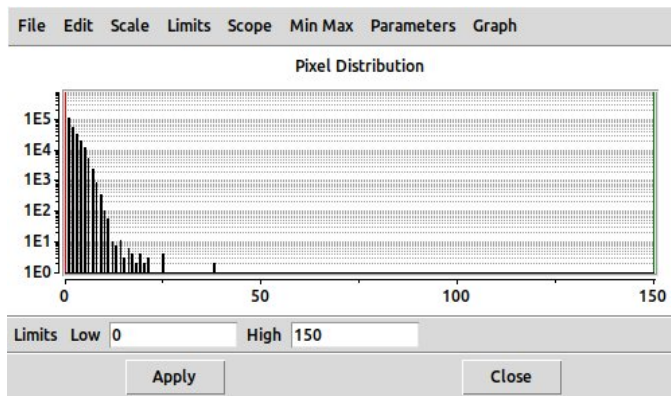 File Edit Scale Limits Scope Min Max Parameters Graph
Pixel Distribution
1E5
1E4
1E3
1E2
1E1
1E0
0 50 100 150
Limits Low 0 High 150
Apply Close